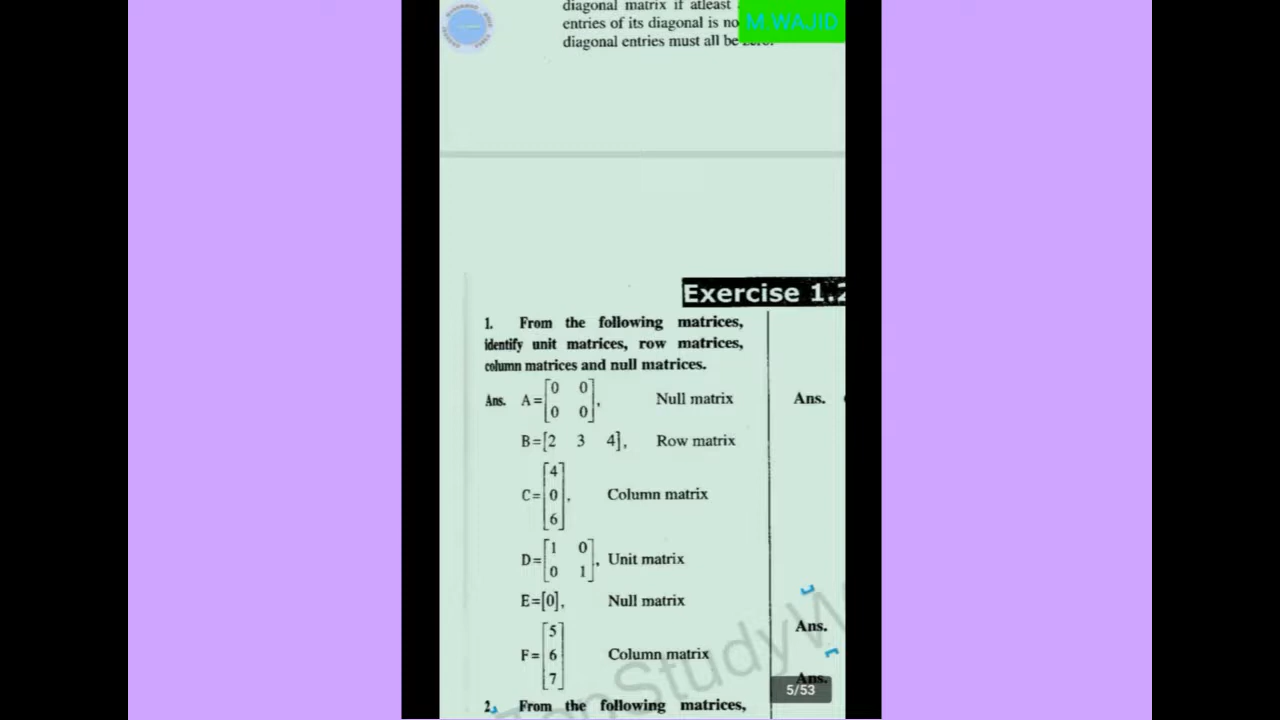 diagonal matrix if atleast
entries of its diagonal is no
diagonal entries must all be zero.
M.WAJID
Exercise 1.2
1. From the following matrices,
identify unit matrices, row matrices,
column matrices and null matrices.
Ans. A = [0 0
0 0], Null matrix
B = [2 3 4], Row matrix
C = [4
0
6], Column matrix
D = [1 0
0 1], Unit matrix
E = [0], Null matrix
F = [5
6
7], Column matrix
2. From the following matrices,
Ans.
Ans.
Ans.
5/53